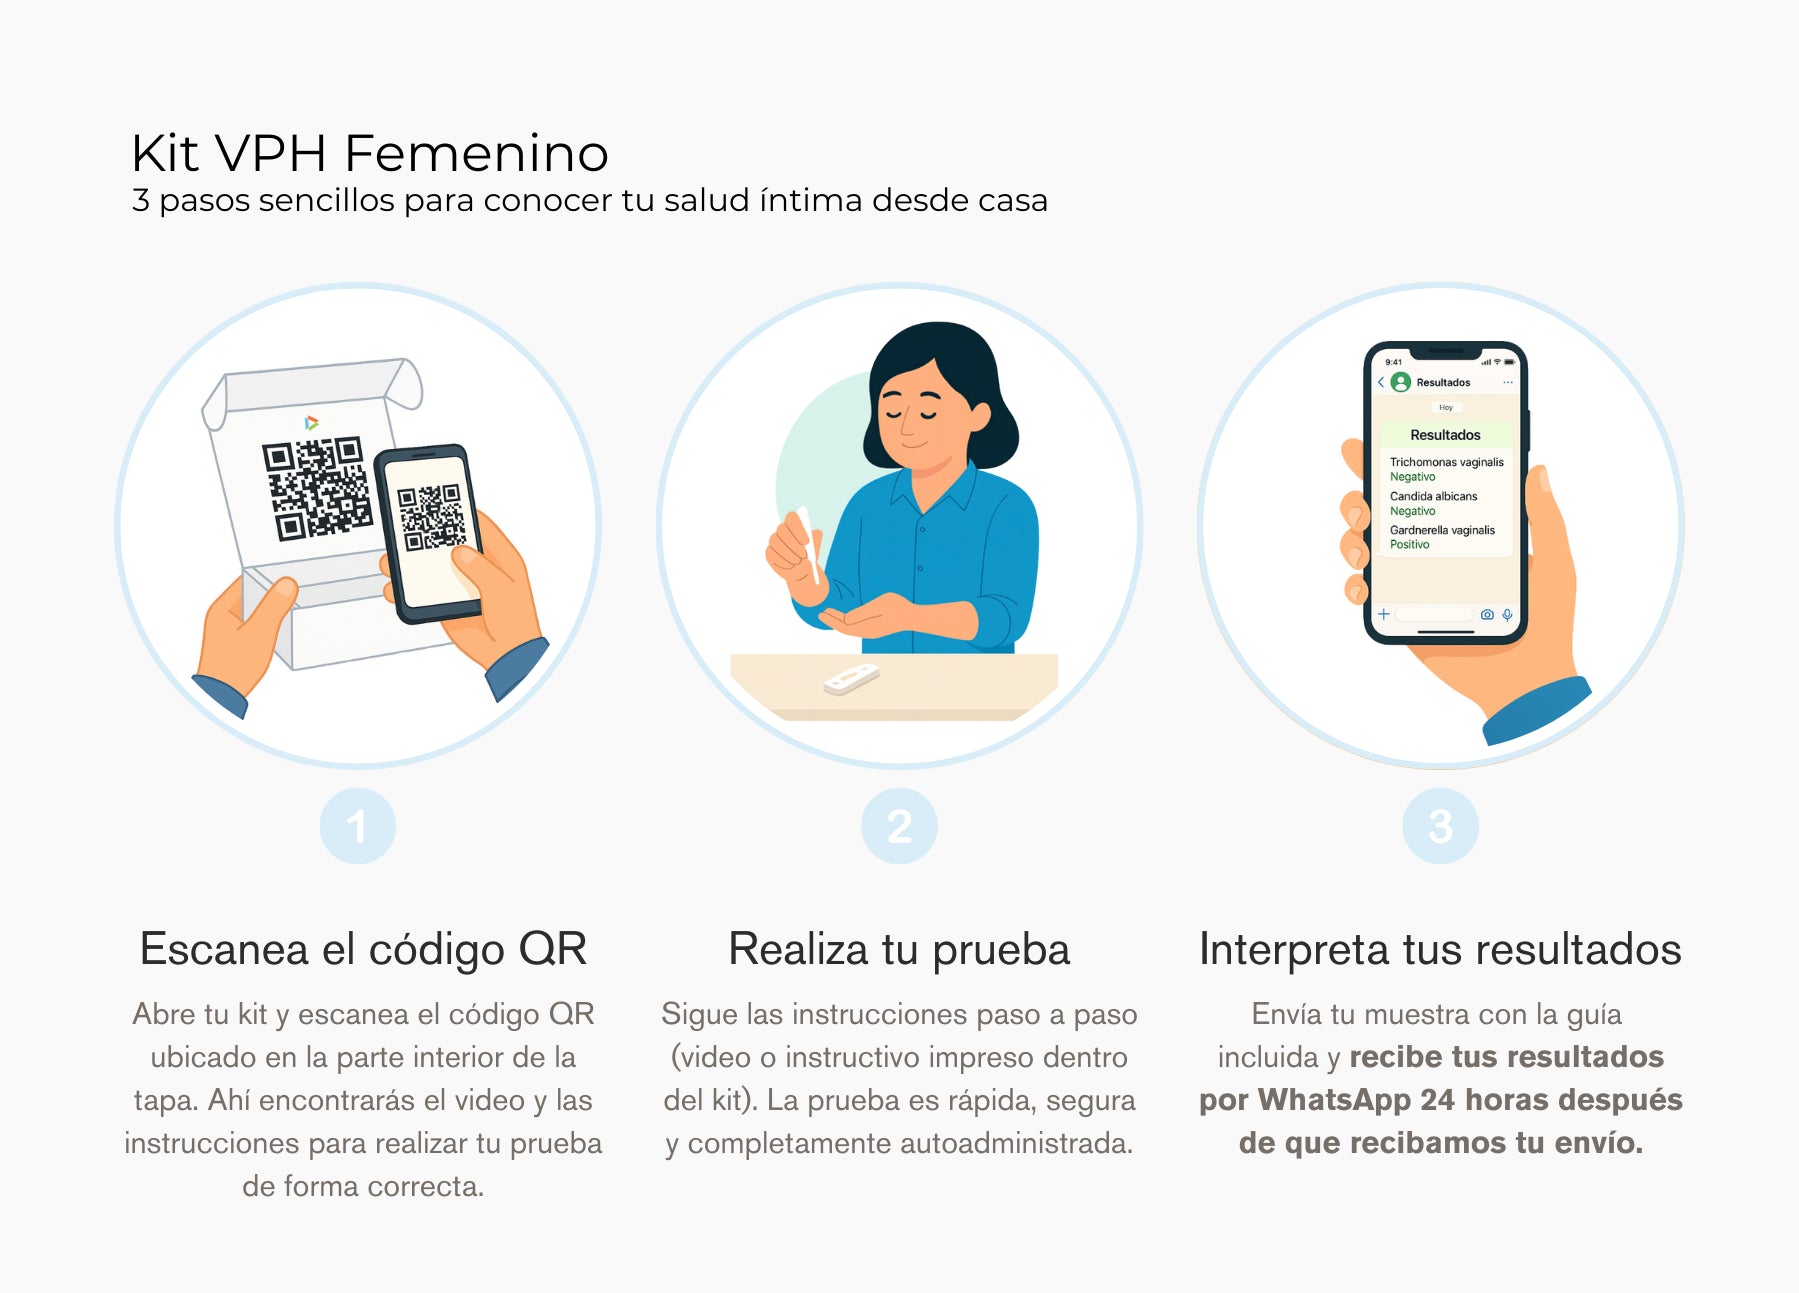 Kit VPH Femenino
3 pasos sencillos para conocer tu salud íntima desde casa
9:41
Resultados
Hoy
Resultados
Trichomonas vaginalis
Negativo
Candida albicans
Negativo
Gardnerella vaginalis
Positivo
1
2
3
Escanea el código QR
Abre tu kit y escanea el código QR
ubicado en la parte interior de la
tapa. Ahí encontrarás el video y las
instrucciones para realizar tu prueba
de forma correcta.
Realiza tu prueba
Sigue las instrucciones paso a paso
(video o instructivo impreso dentro
del kit). La prueba es rápida, segura
y completamente autoadministrada.
Interpreta tus resultados
Envía tu muestra con la guía
incluida y recibe tus resultados
por WhatsApp 24 horas después
de que recibamos tu envío.